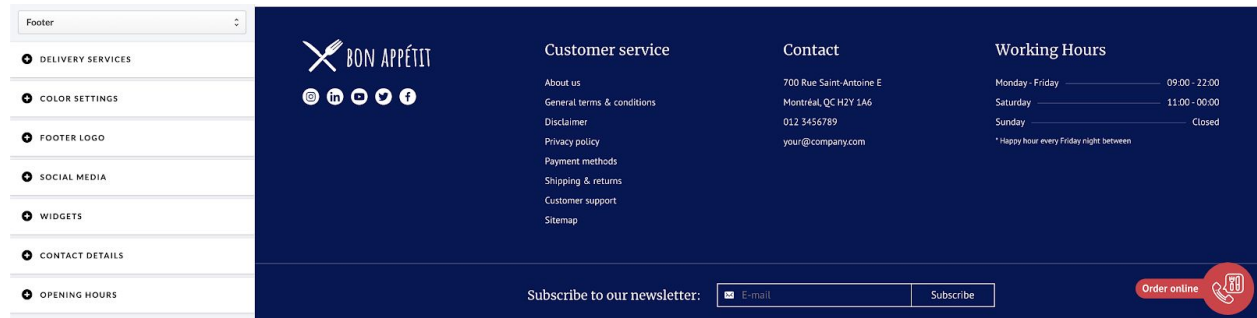 Footer
DELIVERY SERVICES
COLOR SETTINGS
FOOTER LOGO
SOCIAL MEDIA
WIDGETS
CONTACT DETAILS
OPENING HOURS
BON APPÉTIT
Customer service
About us
General terms & conditions
Disclaimer
Privacy policy
Payment methods
Shipping & returns
Customer support
Sitemap
Contact
700 Rue Saint-Antoine E
Montréal, QC H2Y 1A6
012 3456789
your@company.com
Working Hours
Monday - Friday 09:00 - 22:00
Saturday 11:00 - 00:00
Sunday Closed
* Happy hour every Friday night between
Subscribe to our newsletter: E-mail Subscribe
Order online